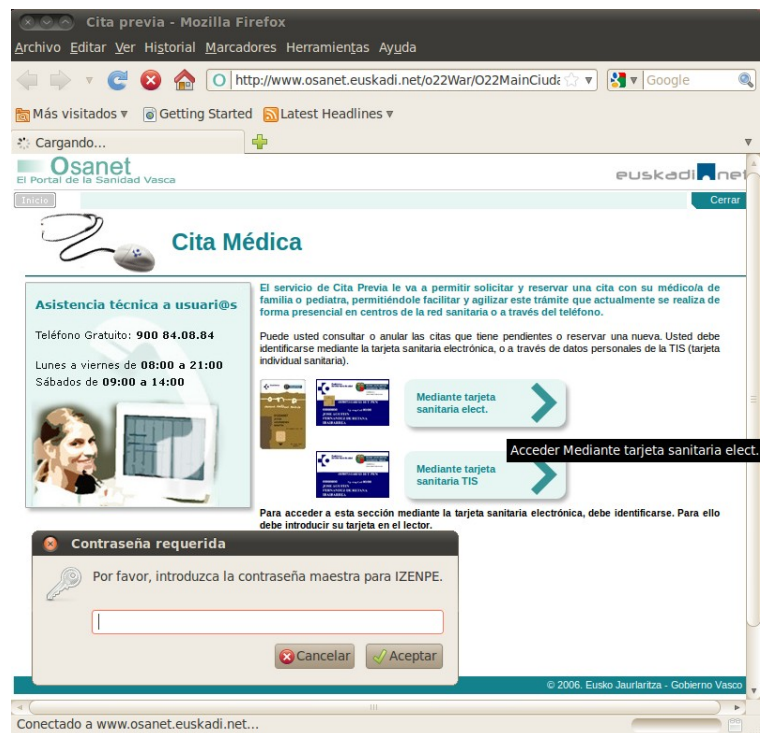 Cita previa - Mozilla Firefox
Archivo Editar Ver Historial Marcadores Herramientas Ayuda
http://www.osanet.euskadi.net/o22War/O22MainCiuda
Google
Más visitados Getting Started Latest Headlines
Cargando...
Osanet
El Portal de la Sanidad Vasca
euskadi net
Inicio
Cerrar
Cita Médica
Asistencia técnica a usuari@s
Teléfono Gratuito: 900 84.08.84
Lunes a viernes de 08:00 a 21:00
Sábados de 09:00 a 14:00
El servicio de Cita Previa le va a permitir solicitar y reservar una cita con su médico/a de
familia o pediatra, permitiéndole facilitar y agilizar este trámite que actualmente se realiza de
forma presencial en centros de la red sanitaria o a través del teléfono.
Puede usted consultar o anular las citas que tiene pendientes o reservar una nueva. Usted debe
identificarse mediante la tarjeta sanitaria electrónica, o a través de datos personales de la TIS (tarjeta
individual sanitaria).
Mediante tarjeta
sanitaria elect.
Acceder Mediante tarjeta sanitaria elect.
Mediante tarjeta
sanitaria TIS
Para acceder a esta sección mediante la tarjeta sanitaria electrónica, debe identificarse. Para ello
debe introducir su tarjeta en el lector.
Contraseña requerida
Por favor, introduzca la contraseña maestra para IZENPE.
Cancelar
Aceptar
© 2006. Eusko Jaurlaritza - Gobierno Vasco
Conectado a www.osanet.euskadi.net...